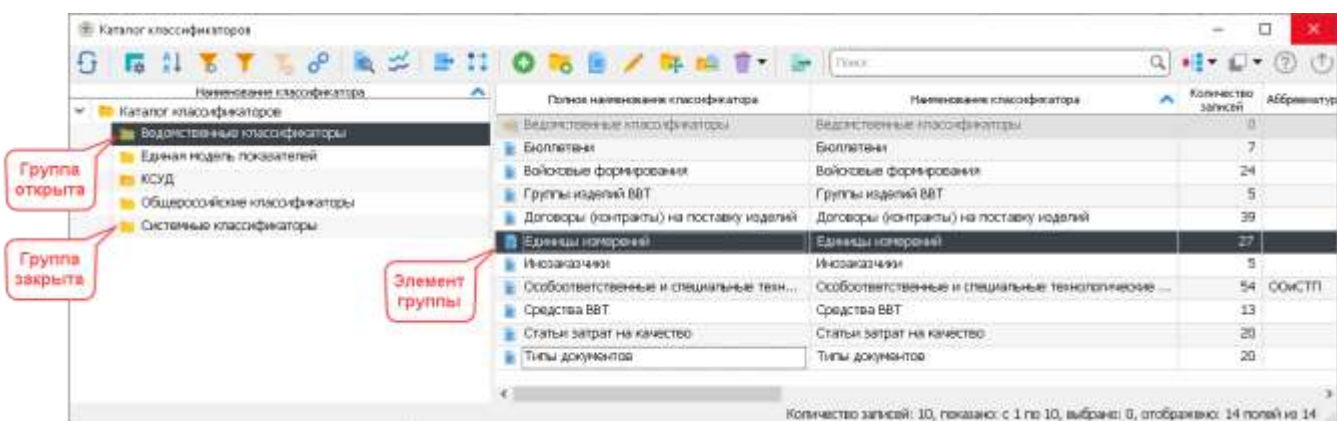 Каталог классификаторов
Поиск
Наименование классификатора
Каталог классификаторов
Ведомственные классификаторы
Единая модель показателей
КСУД
Общероссийские классификаторы
Системные классификаторы
Группа открыта
Группа закрыта
Элемент группы
Полное наименование классификатора Наименование классификатора Количество записей Аббревиатур
Ведомственные классификаторы Ведомственные классификаторы 0
Бюллетени Бюллетени 7
Войсковые формирования Войсковые формирования 24
Группы изделий ВВТ Группы изделий ВВТ 5
Договоры (контракты) на поставку изделий Договоры (контракты) на поставку изделий 39
Единицы измерений Единицы измерений 27
Инозаказчики Инозаказчики 5
Особоответственные и специальные техн... Особоответственные и специальные технологические ... 54 ООиСТП
Средства ВВТ Средства ВВТ 13
Статьи затрат на качество Статьи затрат на качество 20
Типы документов Типы документов 20
Количество записей: 10, показано: с 1 по 10, выбрано: 0, отображено: 14 полей из 14